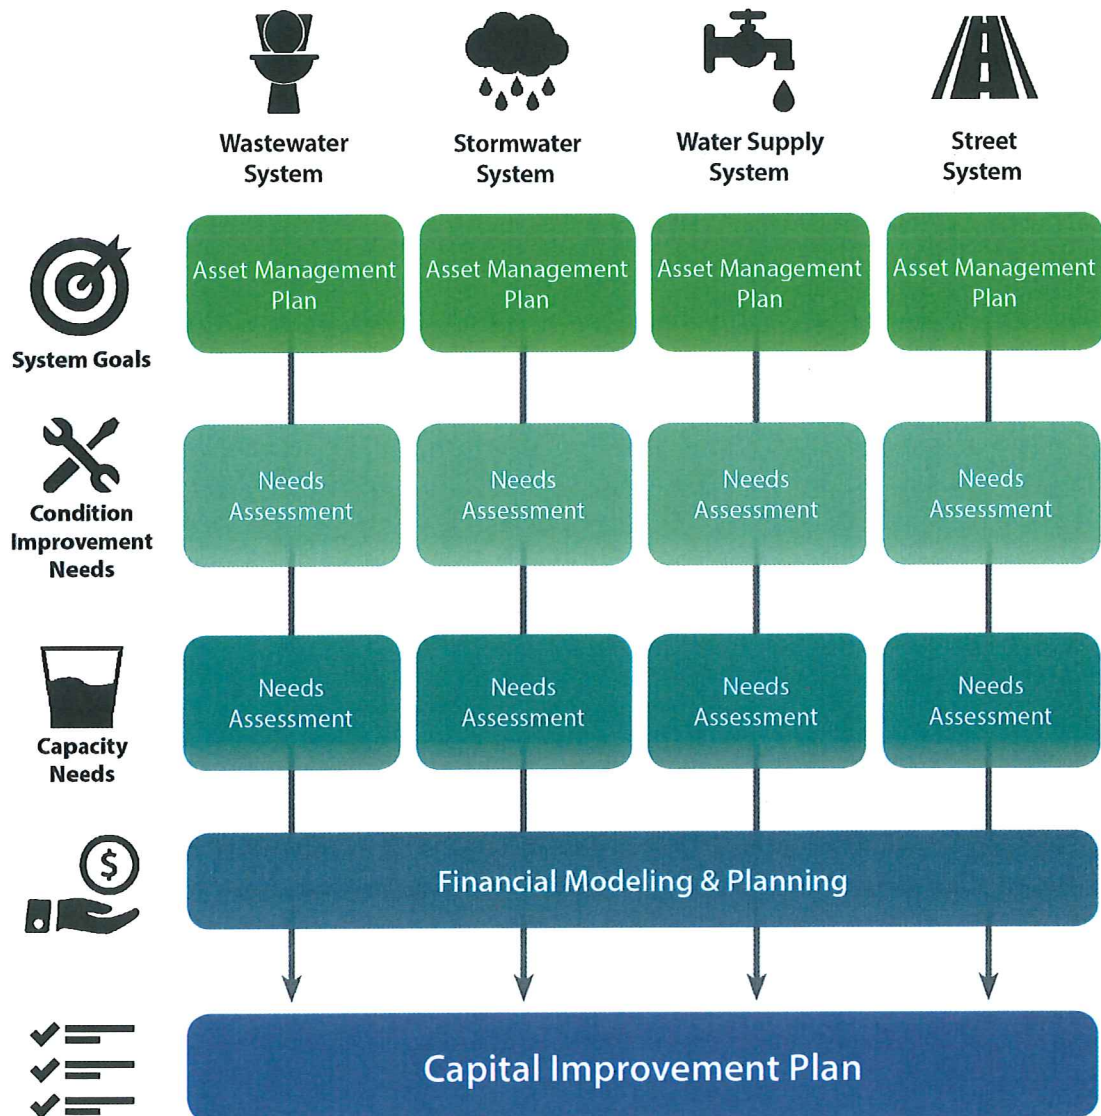 Wastewater
System
Stormwater
System
Water Supply
System
Street
System
System Goals
Asset Management
Plan
Asset Management
Plan
Asset Management
Plan
Asset Management
Plan
Condition
Improvement
Needs
Needs
Assessment
Needs
Assessment
Needs
Assessment
Needs
Assessment
Capacity
Needs
Needs
Assessment
Needs
Assessment
Needs
Assessment
Needs
Assessment
$
Financial Modeling & Planning
Capital Improvement Plan